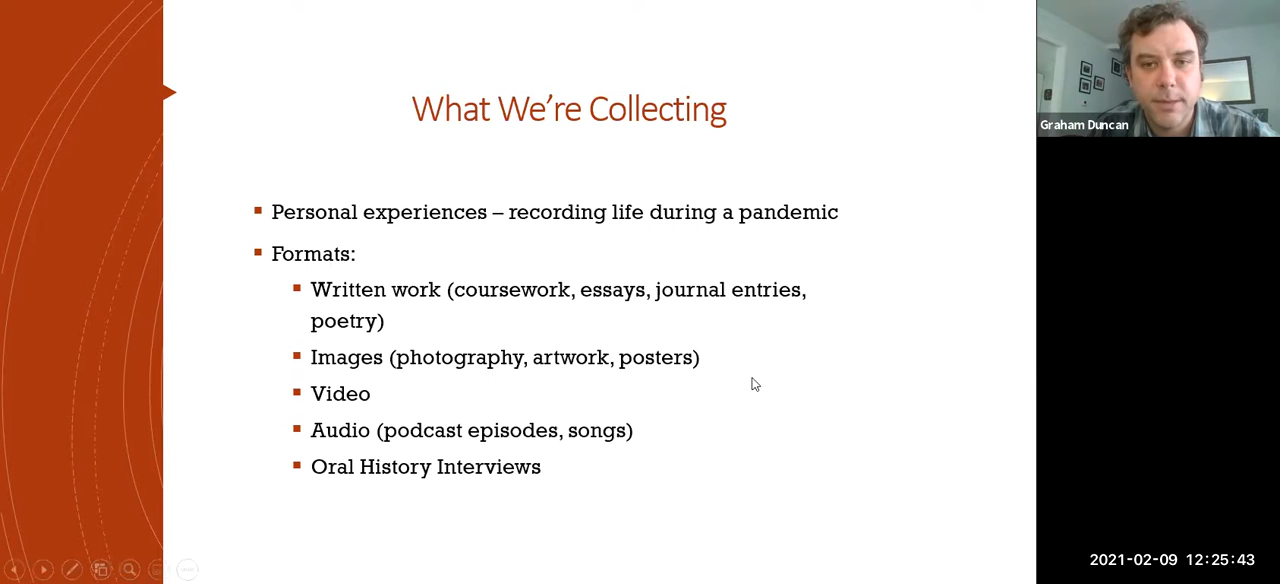 What We're Collecting
Graham Duncan
▪ Personal experiences – recording life during a pandemic
▪ Formats:
▪ Written work (coursework, essays, journal entries,
poetry)
▪ Images (photography, artwork, posters)
▪ Video
▪ Audio (podcast episodes, songs)
▪ Oral History Interviews
2021-02-09 12:25:43